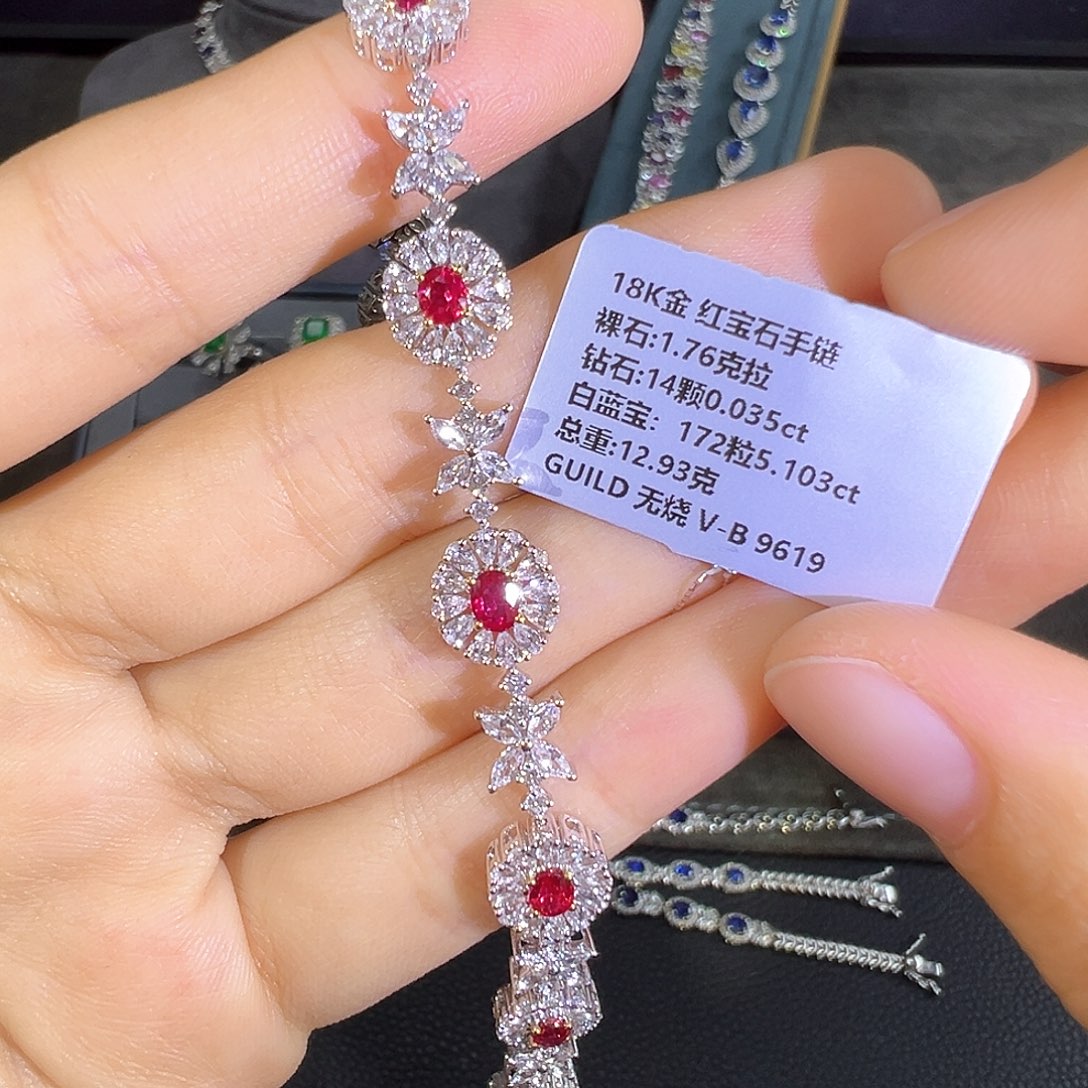 18K金 红宝石手链
裸石:1.76克拉
钻石:14颗0.035ct
白蓝宝: 172粒5.103ct
总重:12.93克
GUILD 无烧 V-B 9619